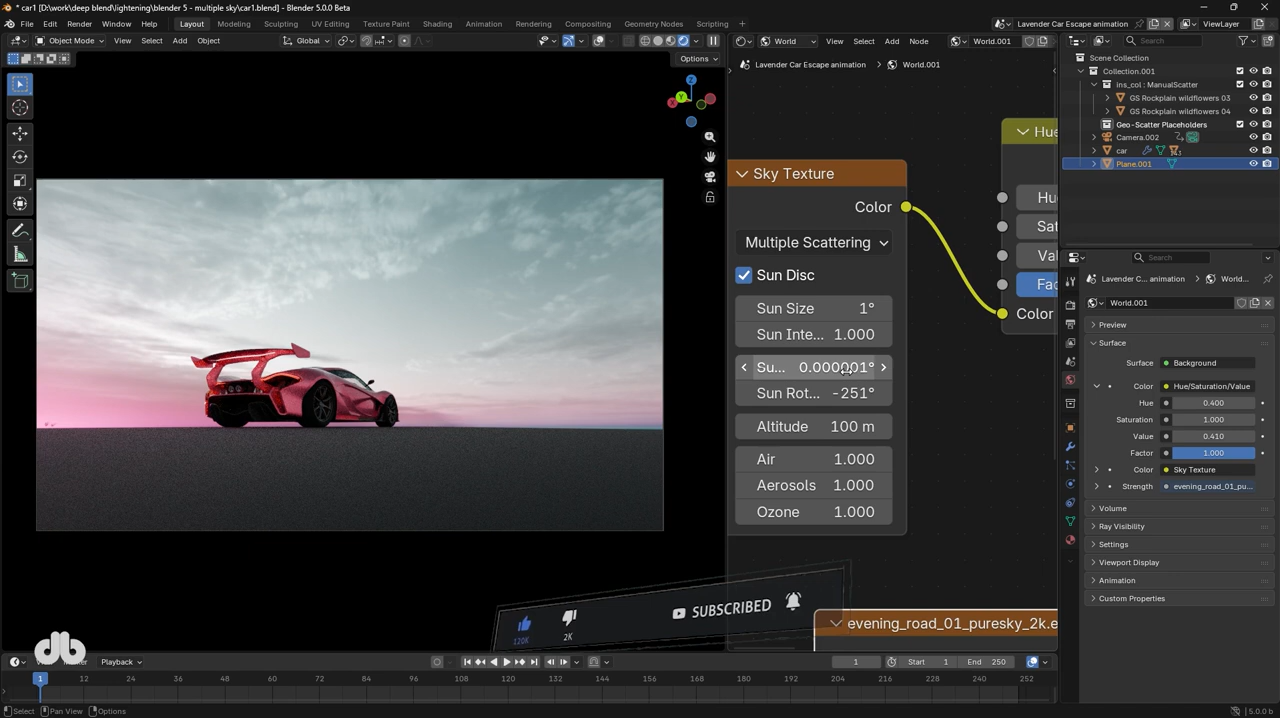 * car1 [D:\work\deep blend\lightening\blender 5 - multiple sky\car1.blend] - Blender 5.0.0 Beta
File Edit Render Window Help Layout Modeling Sculpting UV Editing Texture Paint Shading Animation Rendering Compositing Geometry Nodes Scripting Lavender Car Escape animation ViewLayer
Object Mode View Select Add Object Global World View Select Add Node World.001 Search
Options
Lavender Car Escape animation > World.001
Scene Collection
Collection.001
ins_col : ManualScatter
GS Rockplain wildflowers 03
GS Rockplain wildflowers 04
Geo-Scatter Placeholders
Camera.002
car
Plane.001
Z
Y
X
Sky Texture
Color
Multiple Scattering
Sun Disc
Sun Size 1°
Sun Inte... 1.000
Su... 0.000001°
Sun Rot... -251°
Altitude 100 m
Air 1.000
Aerosols 1.000
Ozone 1.000
Hue
Hu
Sat
Va
Fac
Color
Search
Lavender C... animation > World...
World.001
Preview
Surface
Surface Background
Color Hue/Saturation/Value
Hue 0.400
Saturation 1.000
Value 0.410
Factor 1.000
Color Sky Texture
Strength evening_road_01_pu...
Volume
Ray Visibility
Settings
Viewport Display
Animation
Custom Properties
120K
2K
SUBSCRIBED
evening_road_01_puresky_2k.e
db
Playback 1 Start 1 End 250
1 12 24 36 48 60 72 84 96 108 120 132 144 156 168 180 192 204 216 228 240 252
Select Pan View Options 5.0.0 b